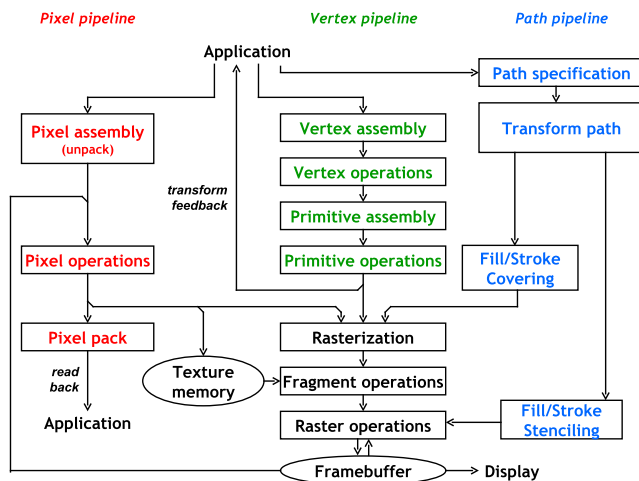 Pixel pipeline
Vertex pipeline
Path pipeline
Application
Path specification
Pixel assembly
(unpack)
Vertex assembly
Transform path
Vertex operations
transform
feedback
Primitive assembly
Pixel operations
Primitive operations
Fill/Stroke
Covering
Pixel pack
Rasterization
read
back
Texture
memory
Fragment operations
Application
Raster operations
Fill/Stroke
Stenciling
Framebuffer
Display